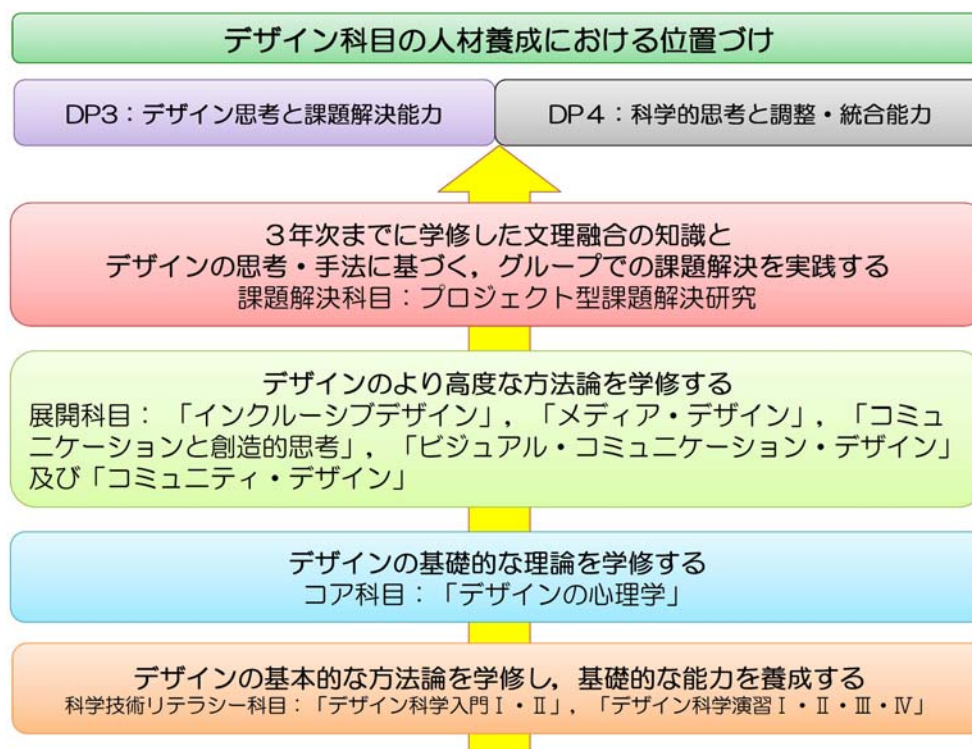 デザイン科目の人材養成における位置づけ
DP3：デザイン思考と課題解決能力
DP4：科学的思考と調整・統合能力
３年次までに学修した文理融合の知識と
デザインの思考・手法に基づく，グループでの課題解決を実践する
課題解決科目：プロジェクト型課題解決研究
デザインのより高度な方法論を学修する
展開科目：「インクルーシブデザイン」，「メディア・デザイン」，「コミュ
ニケーションと創造的思考」，「ビジュアル・コミュニケーション・デザイン」
及び「コミュニティ・デザイン」
デザインの基礎的な理論を学修する
コア科目：「デザインの心理学」
デザインの基本的な方法論を学修し，基礎的な能力を養成する
科学技術リテラシー科目：「デザイン科学入門Ⅰ・Ⅱ」，「デザイン科学演習Ⅰ・Ⅱ・Ⅲ・Ⅳ」